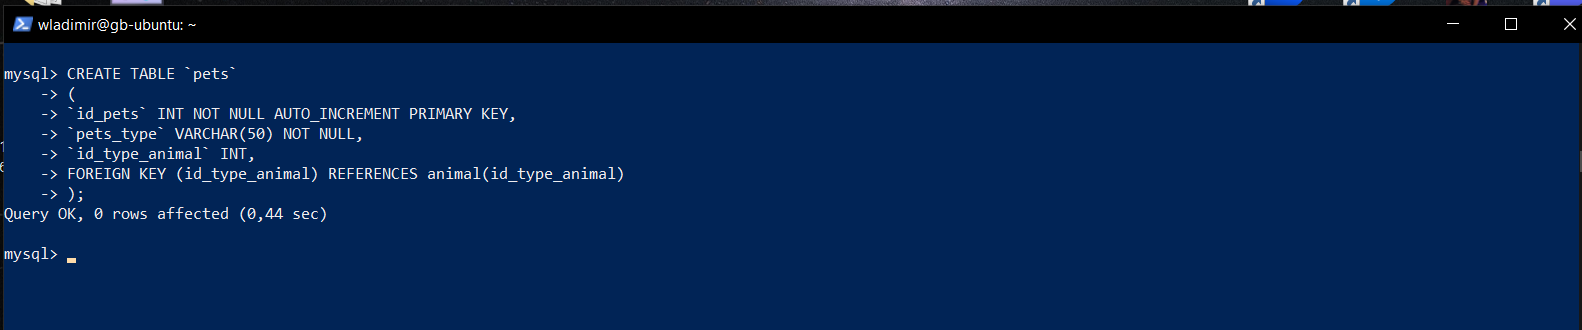 wladimir@gb-ubuntu: ~
mysql> CREATE TABLE `pets`
    -> (
    -> `id_pets` INT NOT NULL AUTO_INCREMENT PRIMARY KEY,
    -> `pets_type` VARCHAR(50) NOT NULL,
    -> `id_type_animal` INT,
    -> FOREIGN KEY (id_type_animal) REFERENCES animal(id_type_animal)
    -> );
Query OK, 0 rows affected (0,44 sec)
mysql>